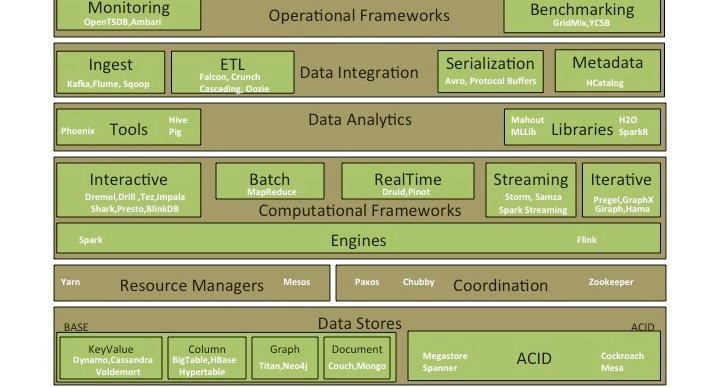 Monitoring
OpenTSDB,Ambari
Operational Frameworks
Benchmarking
GridMix,YCSB
Ingest
Kafka,Flume, Sqoop
ETL
Falcon, Crunch
Cascading, Oozie
Data Integration
Serialization
Avro, Protocol Buffers
Metadata
HCatalog
Data Analytics
Phoenix
Tools
Hive
Pig
Mahout
MLLib
Libraries
H2O
SparkR
Interactive
Dremel,Drill ,Tez,Impala
Shark,Presto,BlinkDB
Batch
MapReduce
RealTime
Druid,Pinot
Streaming
Storm, Samza
Spark Streaming
Iterative
Pregel,GraphX
Giraph,Hama
Computational Frameworks
Spark
Engines
Flink
Yarn
Resource Managers
Mesos
Paxos
Chubby
Coordination
Zookeeper
Data Stores
BASE
ACID
KeyValue
Dynamo,Cassandra
Voldemort
Column
BigTable,HBase
Hypertable
Graph
Titan,Neo4j
Document
Couch,Mongo
Megastore
Spanner
ACID
Cockroach
Mesa